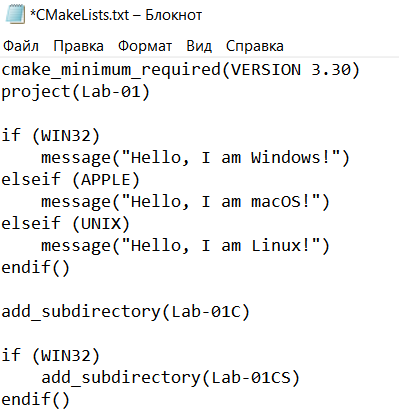 *CMakeLists.txt – Блокнот
Файл Правка Формат Вид Справка
cmake_minimum_required(VERSION 3.30)
project(Lab-01)

if (WIN32)
    message("Hello, I am Windows!")
elseif (APPLE)
    message("Hello, I am macOS!")
elseif (UNIX)
    message("Hello, I am Linux!")
endif()

add_subdirectory(Lab-01C)

if (WIN32)
    add_subdirectory(Lab-01CS)
endif()